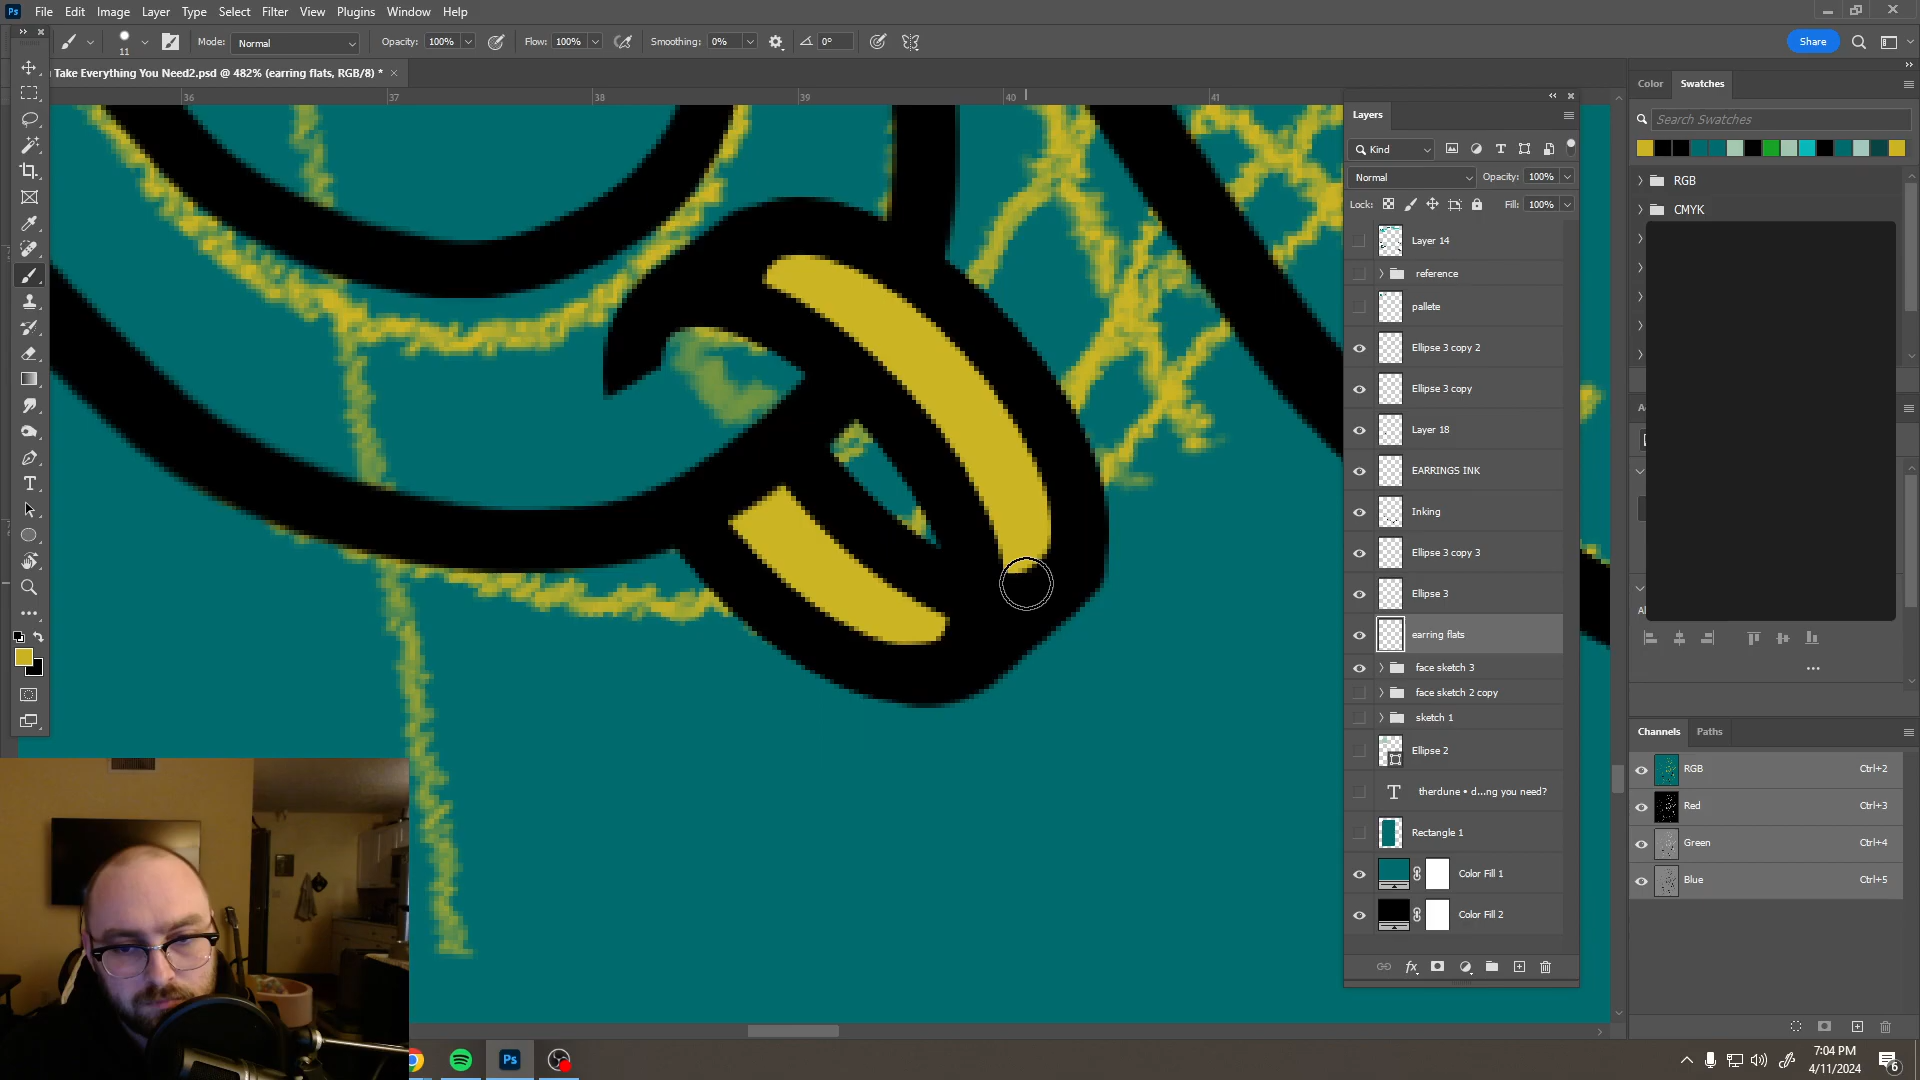 File Edit Image Layer Type Select Filter View Plugins Window Help
11 Mode: Normal Opacity: 100% Flow: 100% Smoothing: 0% 0° Share
Take Everything You Need2.psd @ 482% (earring flats, RGB/8) *
36 37 38 39 40 41
Layers
Kind
Normal Opacity: 100%
Lock: Fill: 100%
Layer 14
reference
pallete
Ellipse 3 copy 2
Ellipse 3 copy
Layer 18
EARRINGS INK
Inking
Ellipse 3 copy 3
Ellipse 3
earring flats
face sketch 3
face sketch 2 copy
sketch 1
Ellipse 2
therdune • d...ng you need?
Rectangle 1
Color Fill 1
Color Fill 2
Color Swatches
Search Swatches
RGB
CMYK
Channels Paths
RGB Ctrl+2
Red Ctrl+3
Green Ctrl+4
Blue Ctrl+5
Ps
7:04 PM
4/11/2024
6